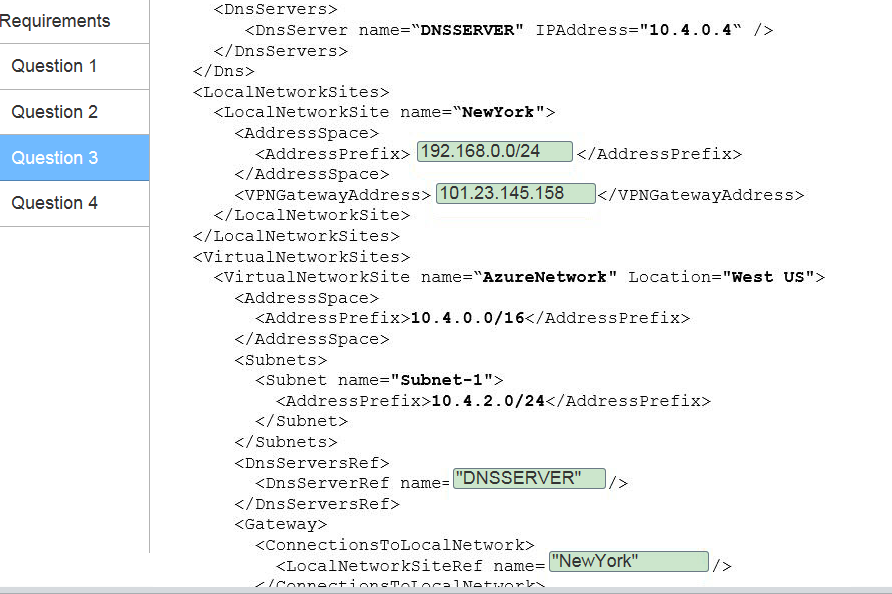 Requirements
Question 1
Question 2
Question 3
Question 4
<DnsServers>
<DnsServer name=“DNSSERVER" IPAddress="10.4.0.4“ />
</DnsServers>
</Dns>
<LocalNetworkSites>
<LocalNetworkSite name=“NewYork">
<AddressSpace>
<AddressPrefix> 192.168.0.0/24 </AddressPrefix>
</AddressSpace>
<VPNGatewayAddress> 101.23.145.158 </VPNGatewayAddress>
</LocalNetworkSite>
</LocalNetworkSites>
<VirtualNetworkSites>
<VirtualNetworkSite name=“AzureNetwork" Location="West US">
<AddressSpace>
<AddressPrefix>10.4.0.0/16</AddressPrefix>
</AddressSpace>
<Subnets>
<Subnet name="Subnet-1">
<AddressPrefix>10.4.2.0/24</AddressPrefix>
</Subnet>
</Subnets>
<DnsServersRef>
<DnsServerRef name= "DNSSERVER" />
</DnsServersRef>
<Gateway>
<ConnectionsToLocalNetwork>
<LocalNetworkSiteRef name= "NewYork" />
</ConnectionsToLocalNetwork>